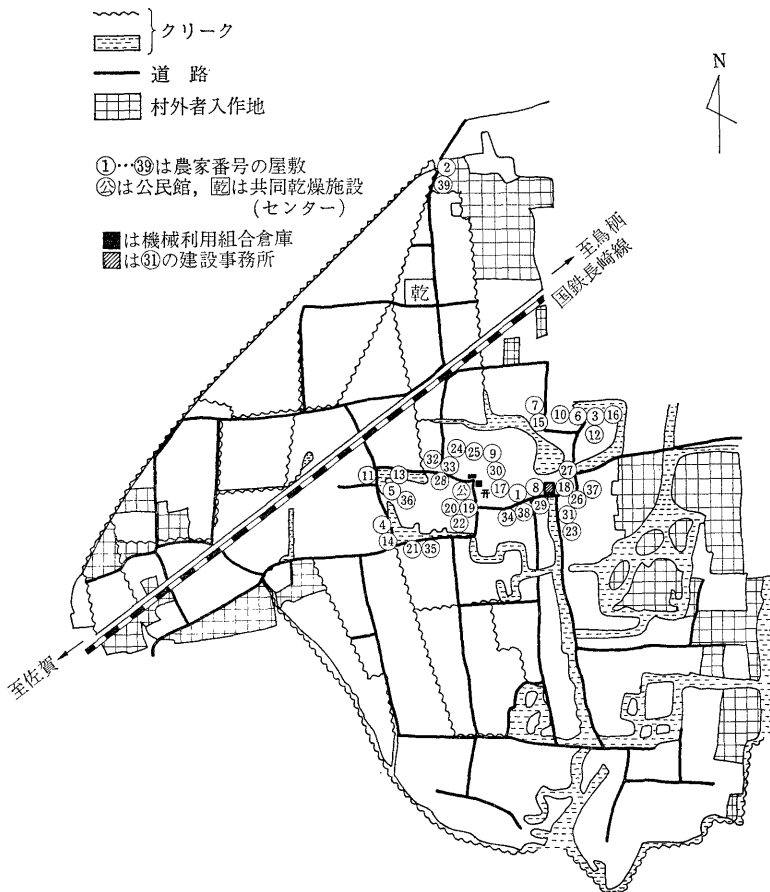 クリーク
道路
村外者入作地
①…㊴は農家番号の屋敷
㊂は公民館，乾は共同乾燥施設
(センター)
■は機械利用組合倉庫
▨は㉛の建設事務所
N
至鳥栖
国鉄長崎線
②
㊴
乾
⑦
⑮
⑩ ⑥ ③ ⑯
⑫
㉔ ㉕ ⑨
㉜ ㉝ ㉚
⑪ ⑬ ㉘
㉗
⑤ ㊱
公 ⑰ ① ⑧ ⑱ ㊲
㉖
⑳ ⑲ ㉞ ㊳ ㉙ ㉛
④ ㉒ ㉓
⑭ ㉑ ㉟
至佐賀